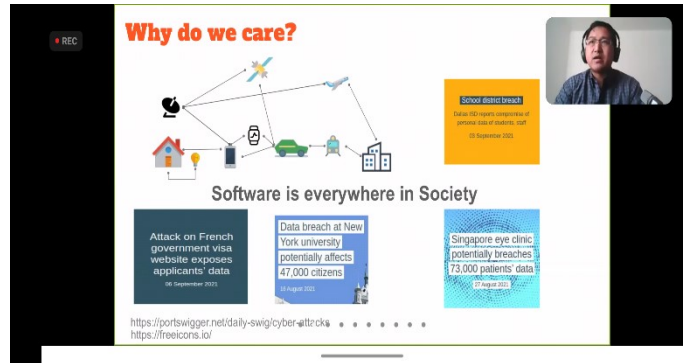 REC
Why do we care?
School district breach
Dallas ISD reports compromise of
personal data of students, staff
03 September 2021
Software is everywhere in Society
Attack on French
government visa
website exposes
applicants' data
06 September 2021
Data breach at New
York university
potentially affects
47,000 citizens
16 August 2021
Singapore eye clinic
potentially breaches
73,000 patients' data
27 August 2021
https://portswigger.net/daily-swig/cyber-attacks
https://freeicons.io/